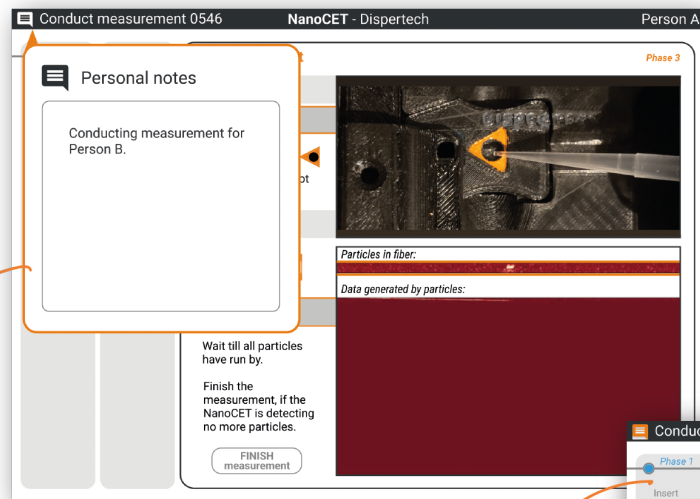 Conduct measurement 0546
NanoCET - Dispertech
Person A
Personal notes
Conducting measurement for
Person B.
Phase 3
ot
Particles in fiber:
Data generated by particles:
Wait till all particles
have run by.
Finish the
measurement, if the
NanoCET is detecting
no more particles.
FINISH
measurement
Conduc
Phase 1
Insert